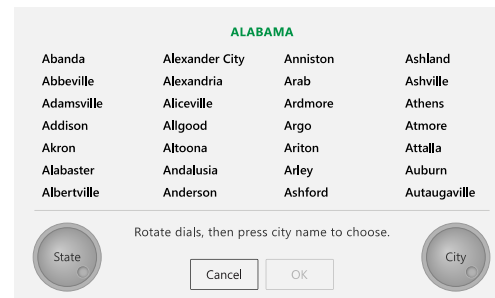 ALABAMA
Abanda Alexander City Anniston Ashland
Abbeville Alexandria Arab Ashville
Adamsville Aliceville Ardmore Athens
Addison Allgood Argo Atmore
Akron Altoona Ariton Attalla
Alabaster Andalusia Arley Auburn
Albertville Anderson Ashford Autaugaville
Rotate dials, then press city name to choose.
State
City
Cancel
OK